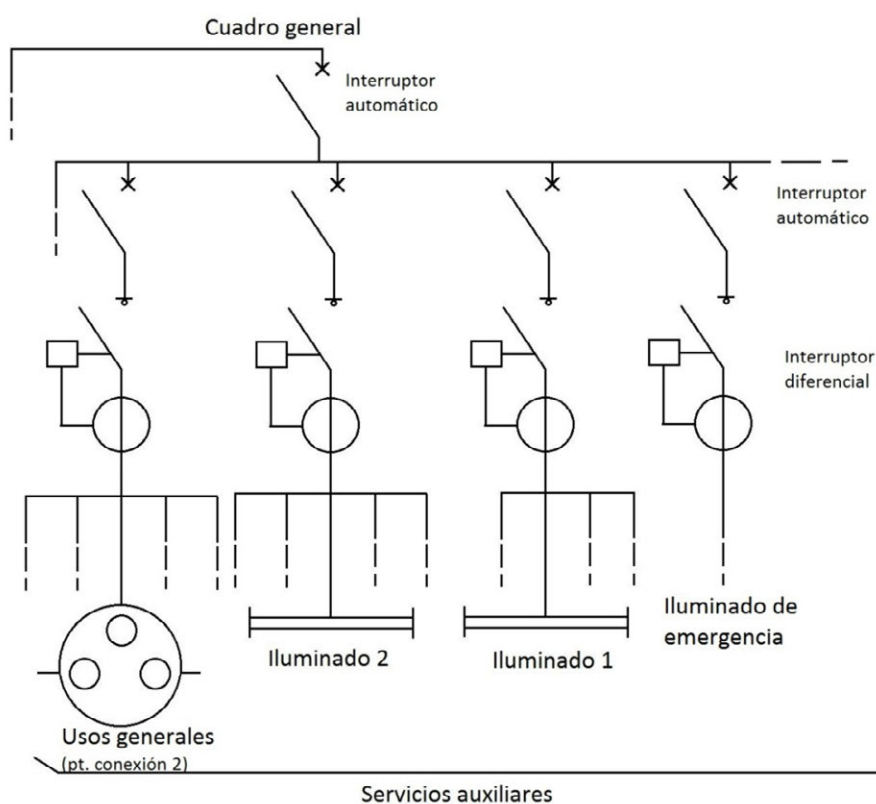 Cuadro general
Interruptor
automático
Interruptor
automático
Interruptor
diferencial
Iluminado de
emergencia
Iluminado 2
Iluminado 1
Usos generales
(pt. conexión 2)
Servicios auxiliares